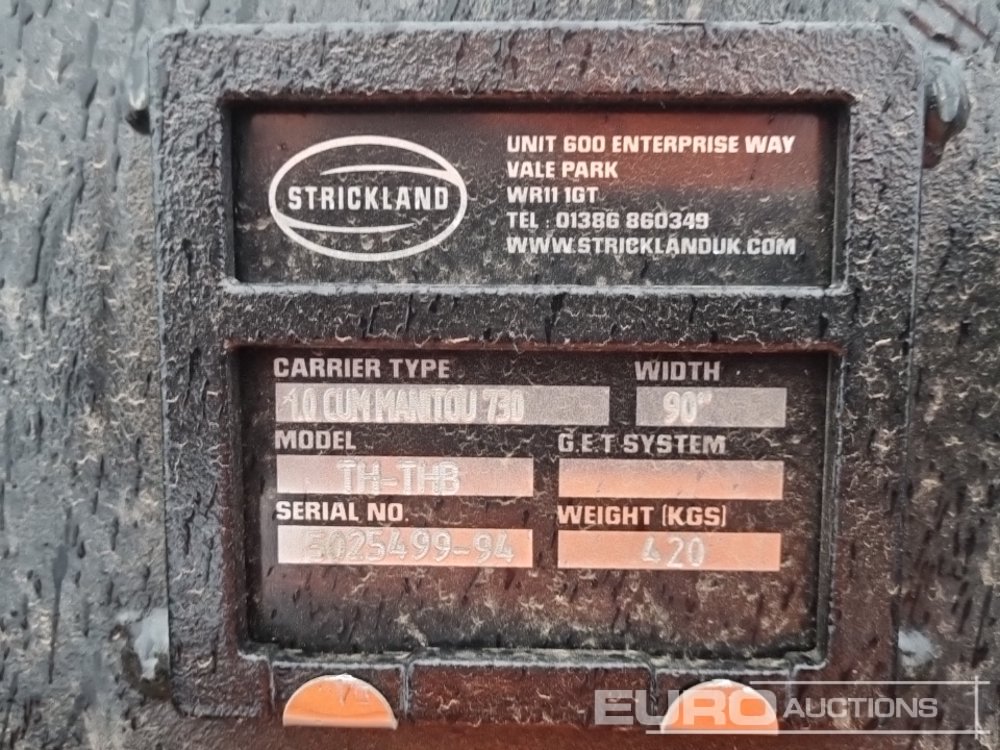 STRICKLAND
UNIT 600 ENTERPRISE WAY
VALE PARK
WR11 1GT
TEL : 01386 860349
WWW.STRICKLANDUK.COM
CARRIER TYPE
1.0 CUM MANITOU 730
WIDTH
90"
MODEL
TH-THB
G.E.T SYSTEM
SERIAL NO.
5025499-94
WEIGHT (KGS)
420
EURO AUCTIONS